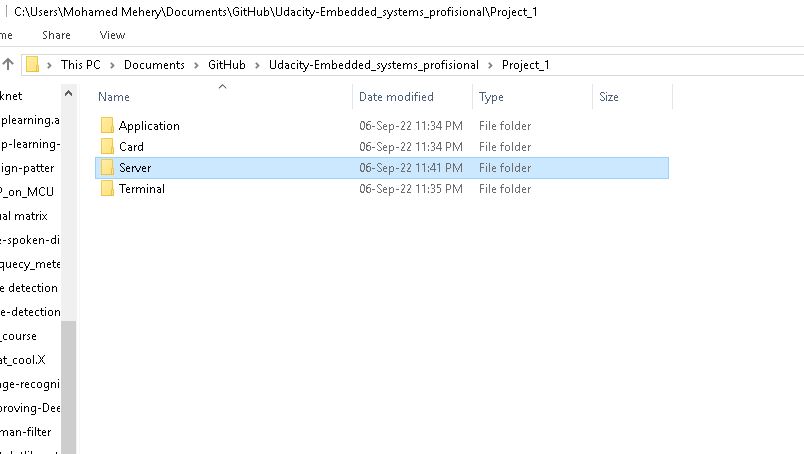 C:\Users\Mohamed Mehery\Documents\GitHub\Udacity-Embedded_systems_profisional\Project_1
me Share View
This PC > Documents > GitHub > Udacity-Embedded_systems_profisional > Project_1
Name Date modified Type Size
Application 06-Sep-22 11:34 PM File folder
Card 06-Sep-22 11:34 PM File folder
Server 06-Sep-22 11:41 PM File folder
Terminal 06-Sep-22 11:35 PM File folder
knet
plearning.a
p-learning-
ign-patter
P_on_MCU
ual matrix
e-spoken-di
quecy_mete
e detection
e-detection
_course
at_cool.X
age-recogni
proving-Dee
man-filter